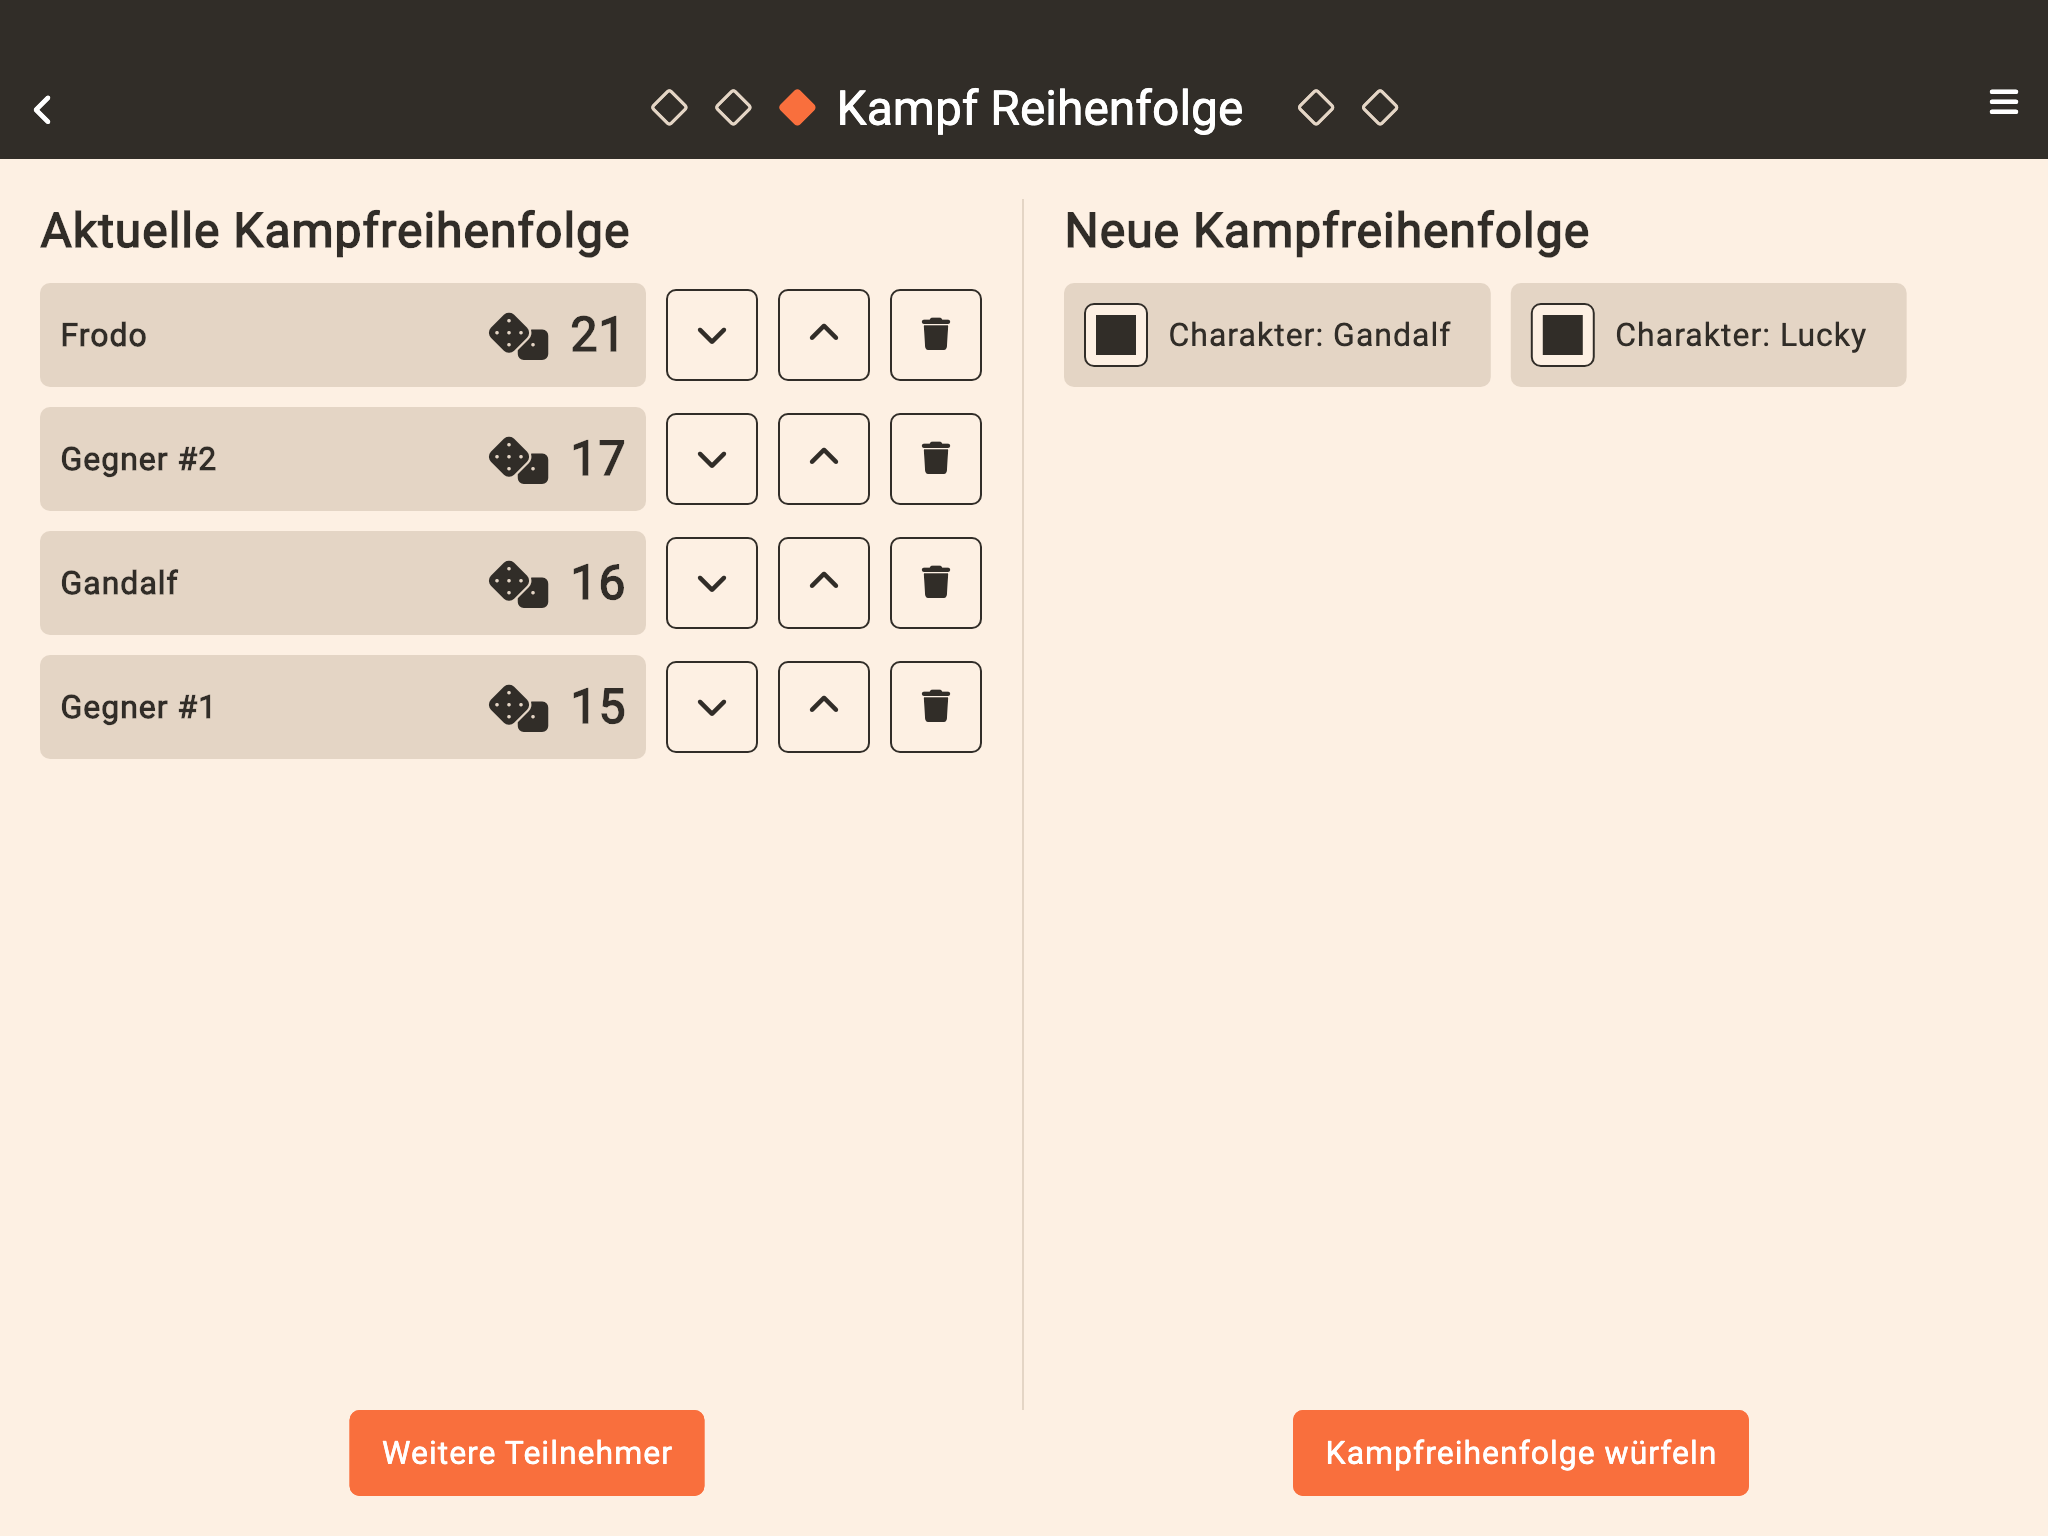 Kampf Reihenfolge
Aktuelle Kampfreihenfolge
Frodo 21
Gegner #2 17
Gandalf 16
Gegner #1 15
Weitere Teilnehmer
Neue Kampfreihenfolge
Charakter: Gandalf
Charakter: Lucky
Kampfreihenfolge würfeln